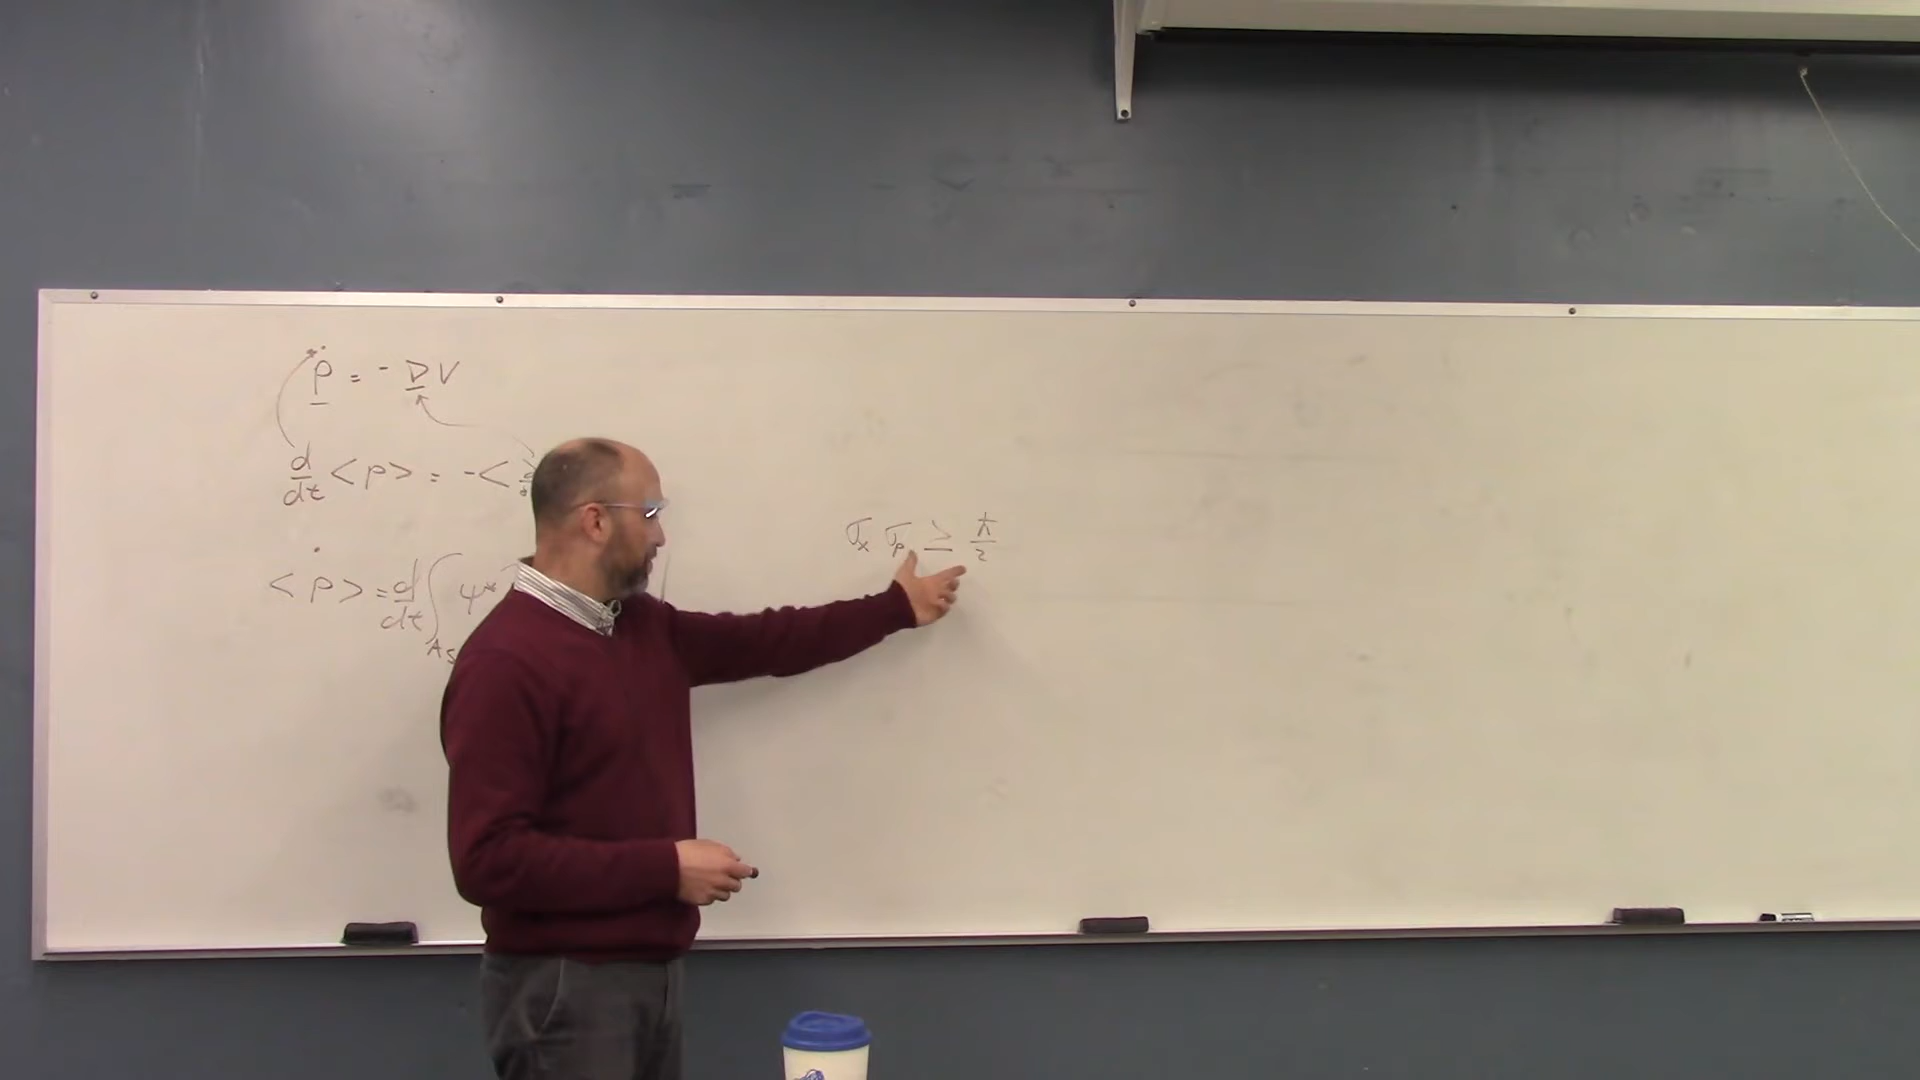 ṗ = - ∇ V
d/dt < p > = - <
< ṗ > = d/dt ∫ ψ*
σx σp ≥ ħ/2